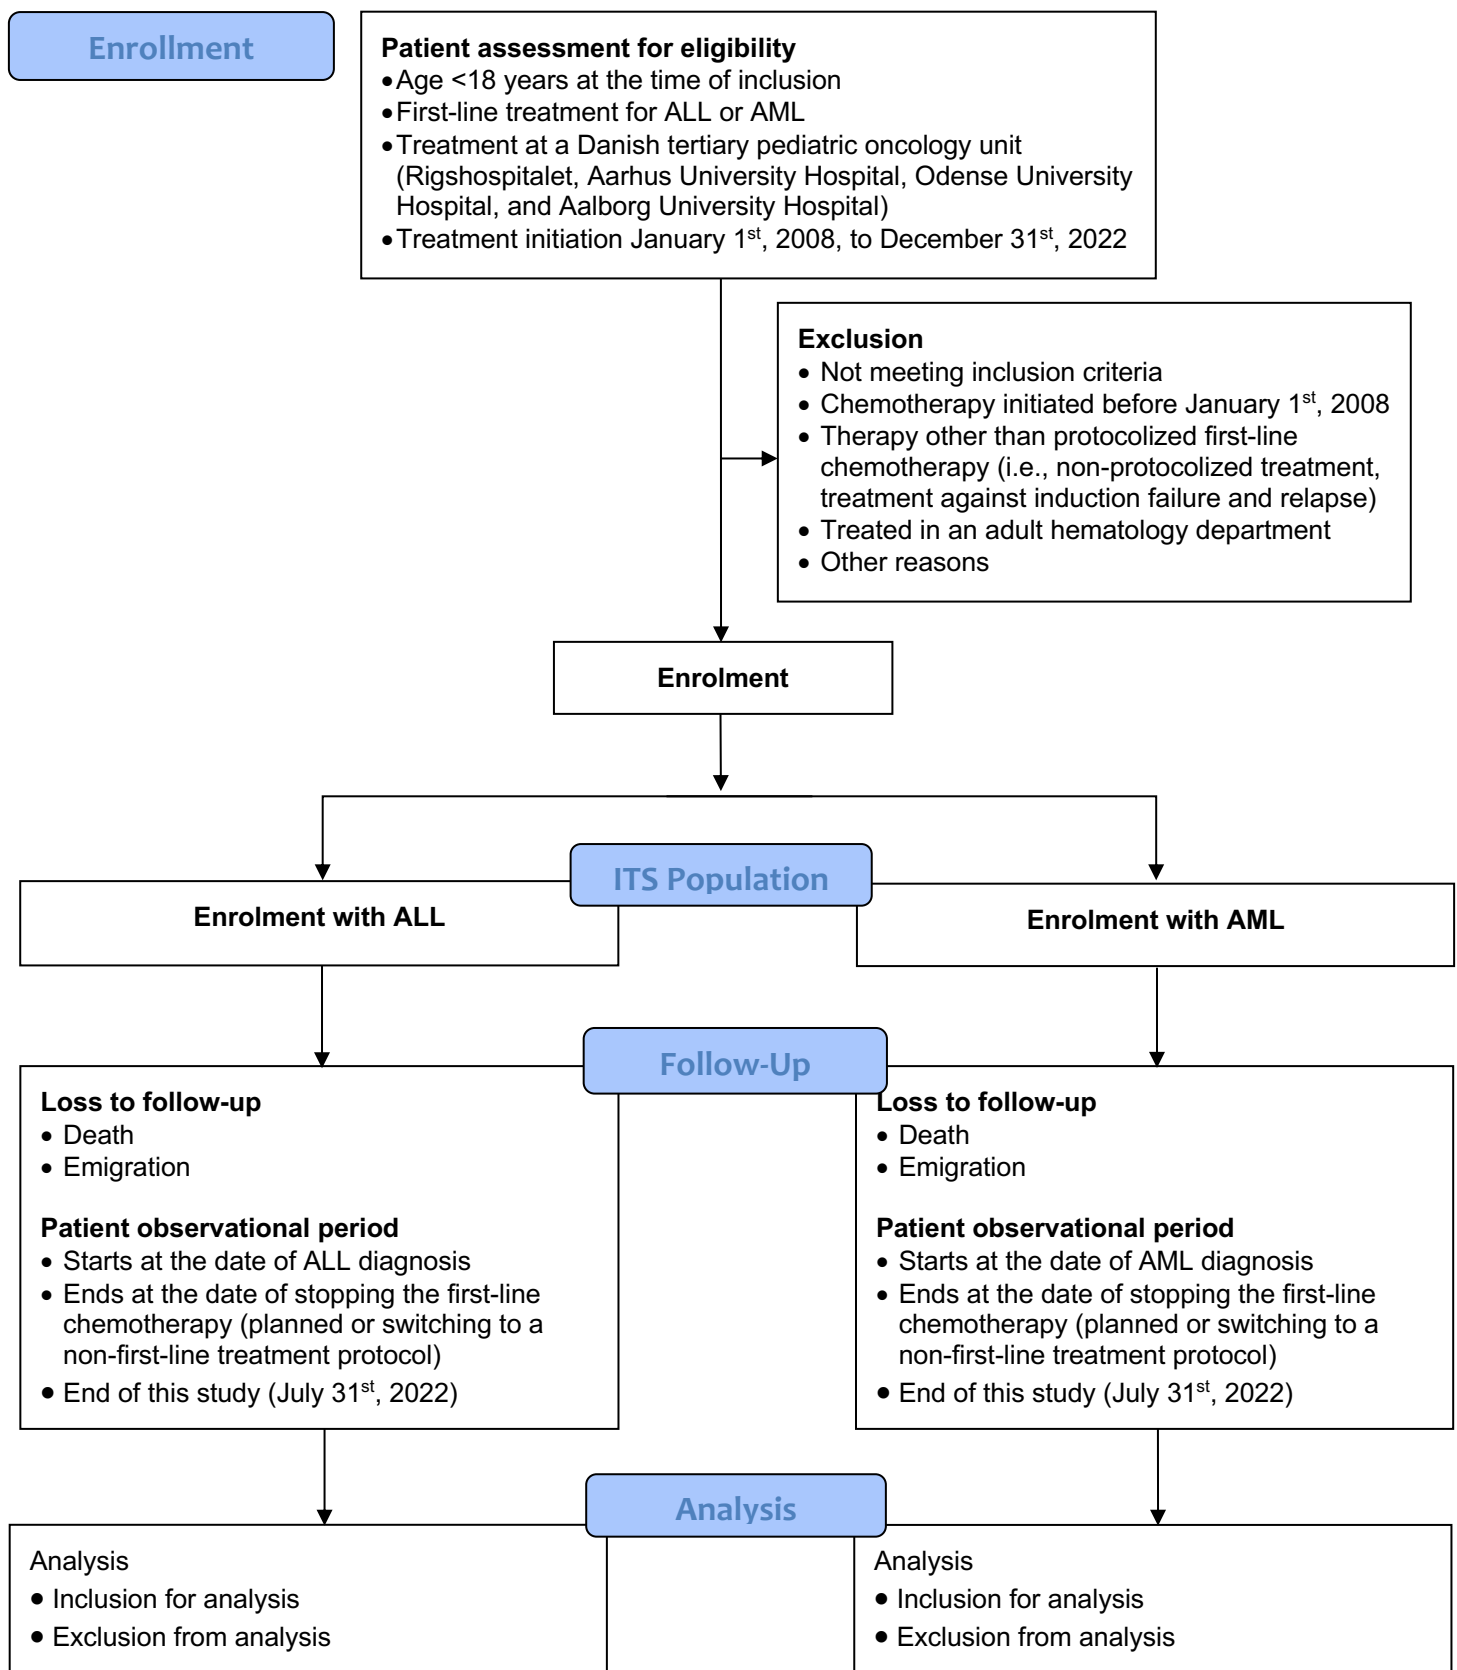 Enrollment
Patient assessment for eligibility
•Age <18 years at the time of inclusion
•First-line treatment for ALL or AML
•Treatment at a Danish tertiary pediatric oncology unit
(Rigshospitalet, Aarhus University Hospital, Odense University
Hospital, and Aalborg University Hospital)
•Treatment initiation January 1st, 2008, to December 31st, 2022
Exclusion
• Not meeting inclusion criteria
• Chemotherapy initiated before January 1st, 2008
• Therapy other than protocolized first-line
chemotherapy (i.e., non-protocolized treatment,
treatment against induction failure and relapse)
• Treated in an adult hematology department
• Other reasons
Enrolment
ITS Population
Enrolment with ALL
Enrolment with AML
Follow-Up
Loss to follow-up
• Death
• Emigration
Patient observational period
• Starts at the date of ALL diagnosis
• Ends at the date of stopping the first-line
chemotherapy (planned or switching to a
non-first-line treatment protocol)
• End of this study (July 31st, 2022)
Loss to follow-up
• Death
• Emigration
Patient observational period
• Starts at the date of AML diagnosis
• Ends at the date of stopping the first-line
chemotherapy (planned or switching to a
non-first-line treatment protocol)
• End of this study (July 31st, 2022)
Analysis
Analysis
• Inclusion for analysis
• Exclusion from analysis
Analysis
• Inclusion for analysis
• Exclusion from analysis